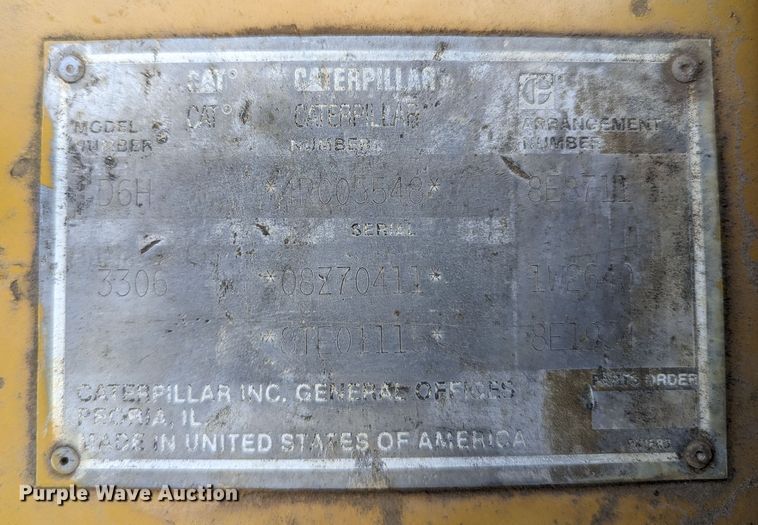 CAT CATERPILLAR
CAT CATERPILLAR
MODEL NUMBER NUMBERS ARRANGEMENT NUMBER
D6H
SERIAL
3306 *08Z70411*
CATERPILLAR INC. GENERAL OFFICES
PEORIA, IL
MADE IN UNITED STATES OF AMERICA
PARTS ORDER
Purple Wave Auction